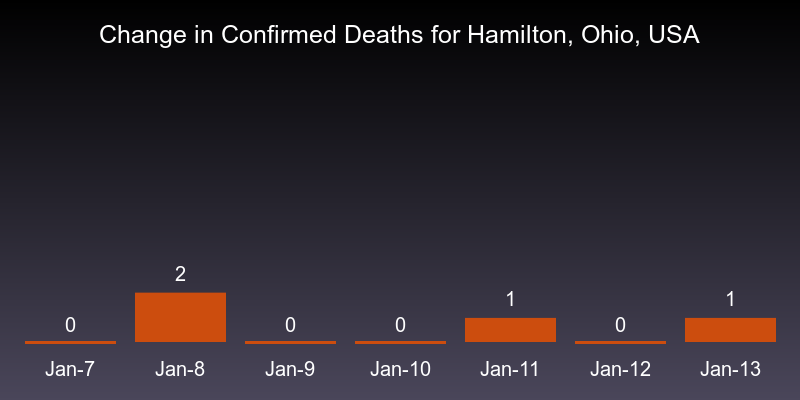 Change in Confirmed Deaths for Hamilton, Ohio, USA
0 2 0 0 1 0 1
Jan-7 Jan-8 Jan-9 Jan-10 Jan-11 Jan-12 Jan-13